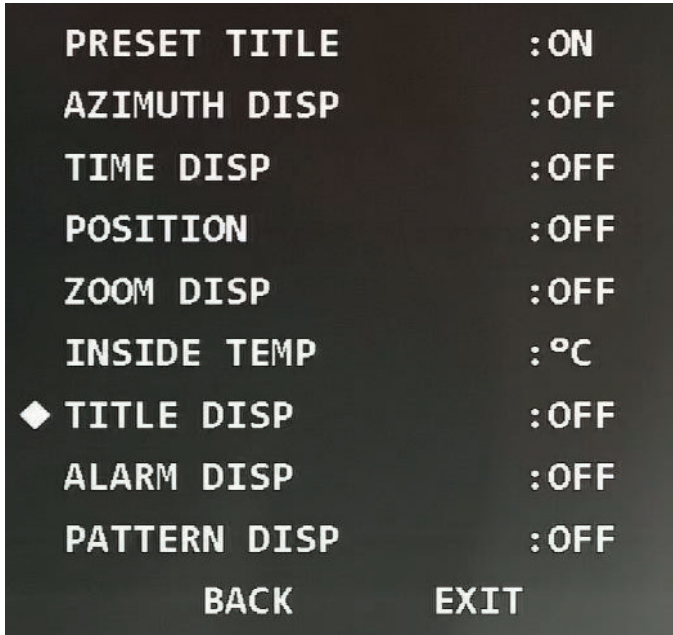 PRESET TITLE :ON
AZIMUTH DISP :OFF
TIME DISP :OFF
POSITION :OFF
ZOOM DISP :OFF
INSIDE TEMP :°C
TITLE DISP :OFF
ALARM DISP :OFF
PATTERN DISP :OFF
BACK EXIT